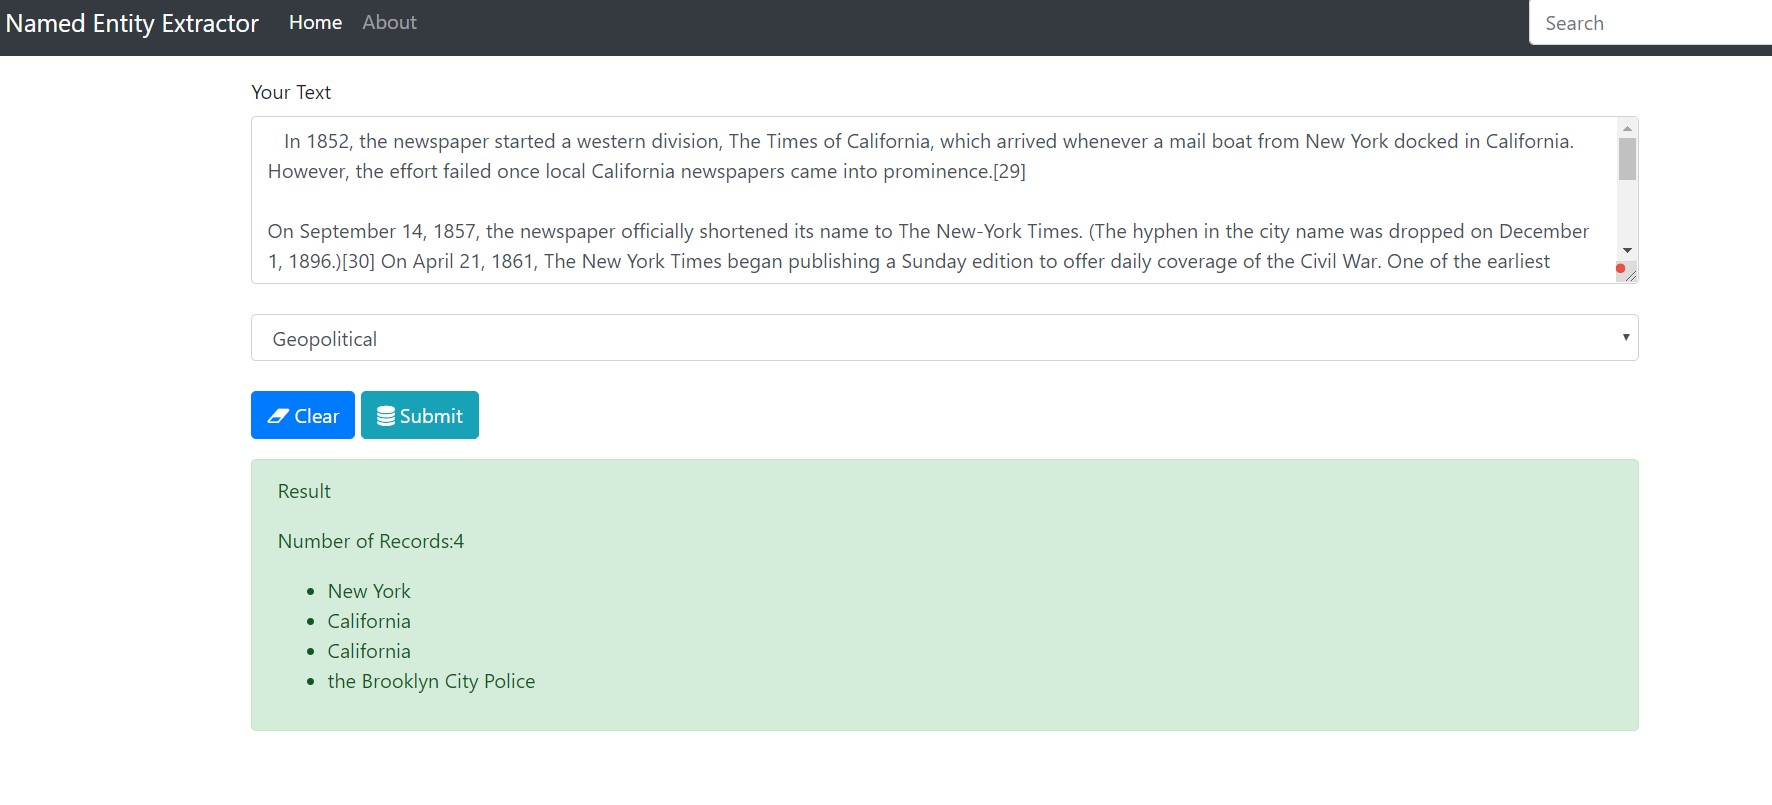 Named Entity Extractor Home About Search
Your Text
In 1852, the newspaper started a western division, The Times of California, which arrived whenever a mail boat from New York docked in California.
However, the effort failed once local California newspapers came into prominence.[29]
On September 14, 1857, the newspaper officially shortened its name to The New-York Times. (The hyphen in the city name was dropped on December
1, 1896.)[30] On April 21, 1861, The New York Times began publishing a Sunday edition to offer daily coverage of the Civil War. One of the earliest
Geopolitical
Clear Submit
Result
Number of Records:4
New York
California
California
the Brooklyn City Police